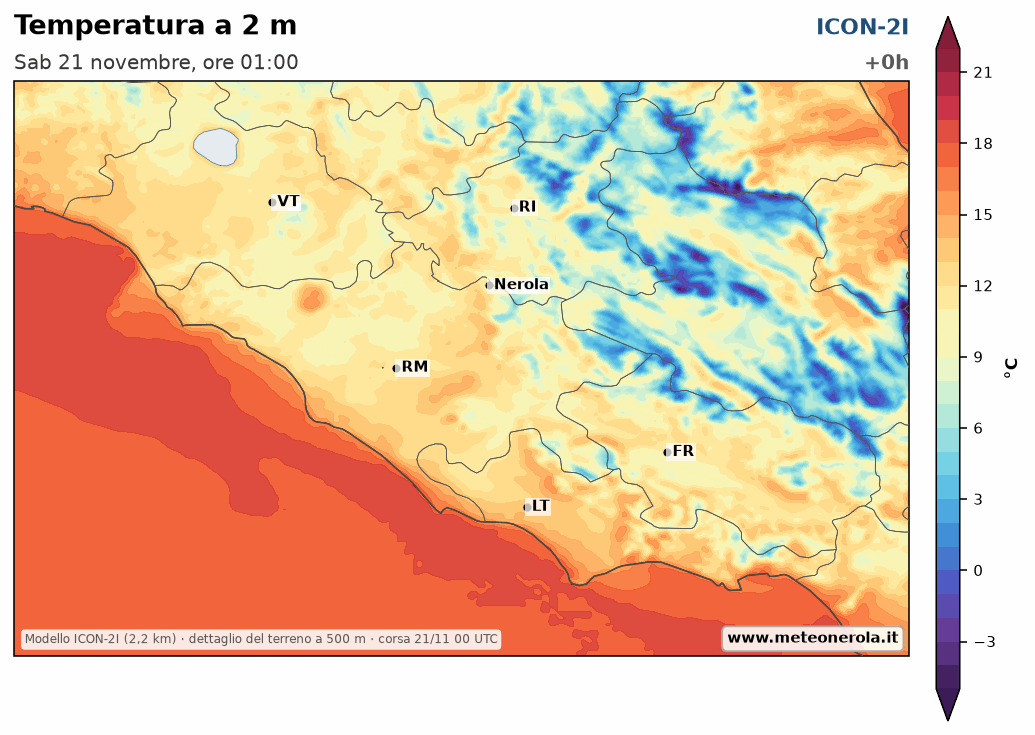 Temperatura a 2 m
ICON-2I
Sab 21 novembre, ore 01:00
+0h
VT
RI
Nerola
RM
FR
LT
21
18
15
12
9
6
3
0
−3
°C
Modello ICON-2I (2,2 km) · dettaglio del terreno a 500 m · corsa 21/11 00 UTC
www.meteonerola.it